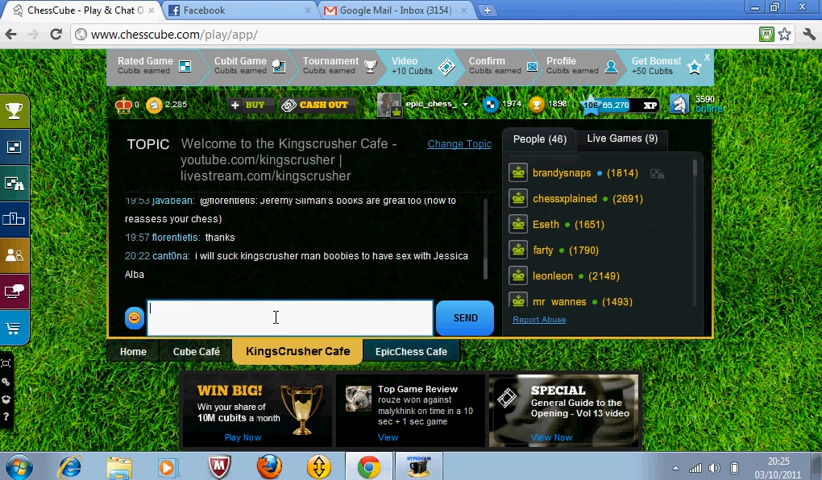 ChessCube - Play & Chat O
Facebook
Google Mail - Inbox (3154)
www.chesscube.com/play/app/
Rated Game
Cubits earned
Cubit Game
Cubits earned
Tournament
Cubits earned
Video
+10 Cubits
Confirm
Cubits earned
Profile
Cubits earned
Get Bonus!
+50 Cubits
x
0
2,285
+ BUY
CASH OUT
epic_chess_
1974
1898
106
65,270
XP
3590
online
TOPIC
Welcome to the Kingscrusher Cafe -
youtube.com/kingscrusher |
livestream.com/kingscrusher
Change Topic
People (46)
Live Games (9)
19:53 javabean: @florentietis: Jeremy Silman's books are great too (how to
reassess your chess)
19:57 florentietis: thanks
20:22 cant0na: i will suck kingscrusher man boobies to have sex with Jessica
Alba
brandysnaps (1814)
chessxplained (2691)
Eseth (1651)
farty (1790)
leonleon (2149)
mr_wannes (1493)
SEND
Report Abuse
Home
Cube Café
KingsCrusher Cafe
EpicChess Cafe
WIN BIG!
Win your share of
10M cubits a month
Play Now
Top Game Review
rouze won against
malykhink on time in a 10
sec + 1 sec game
View
SPECIAL
General Guide to the
Opening - Vol 13 video
View Now
?
HYPERCAM
20:25
03/10/2011